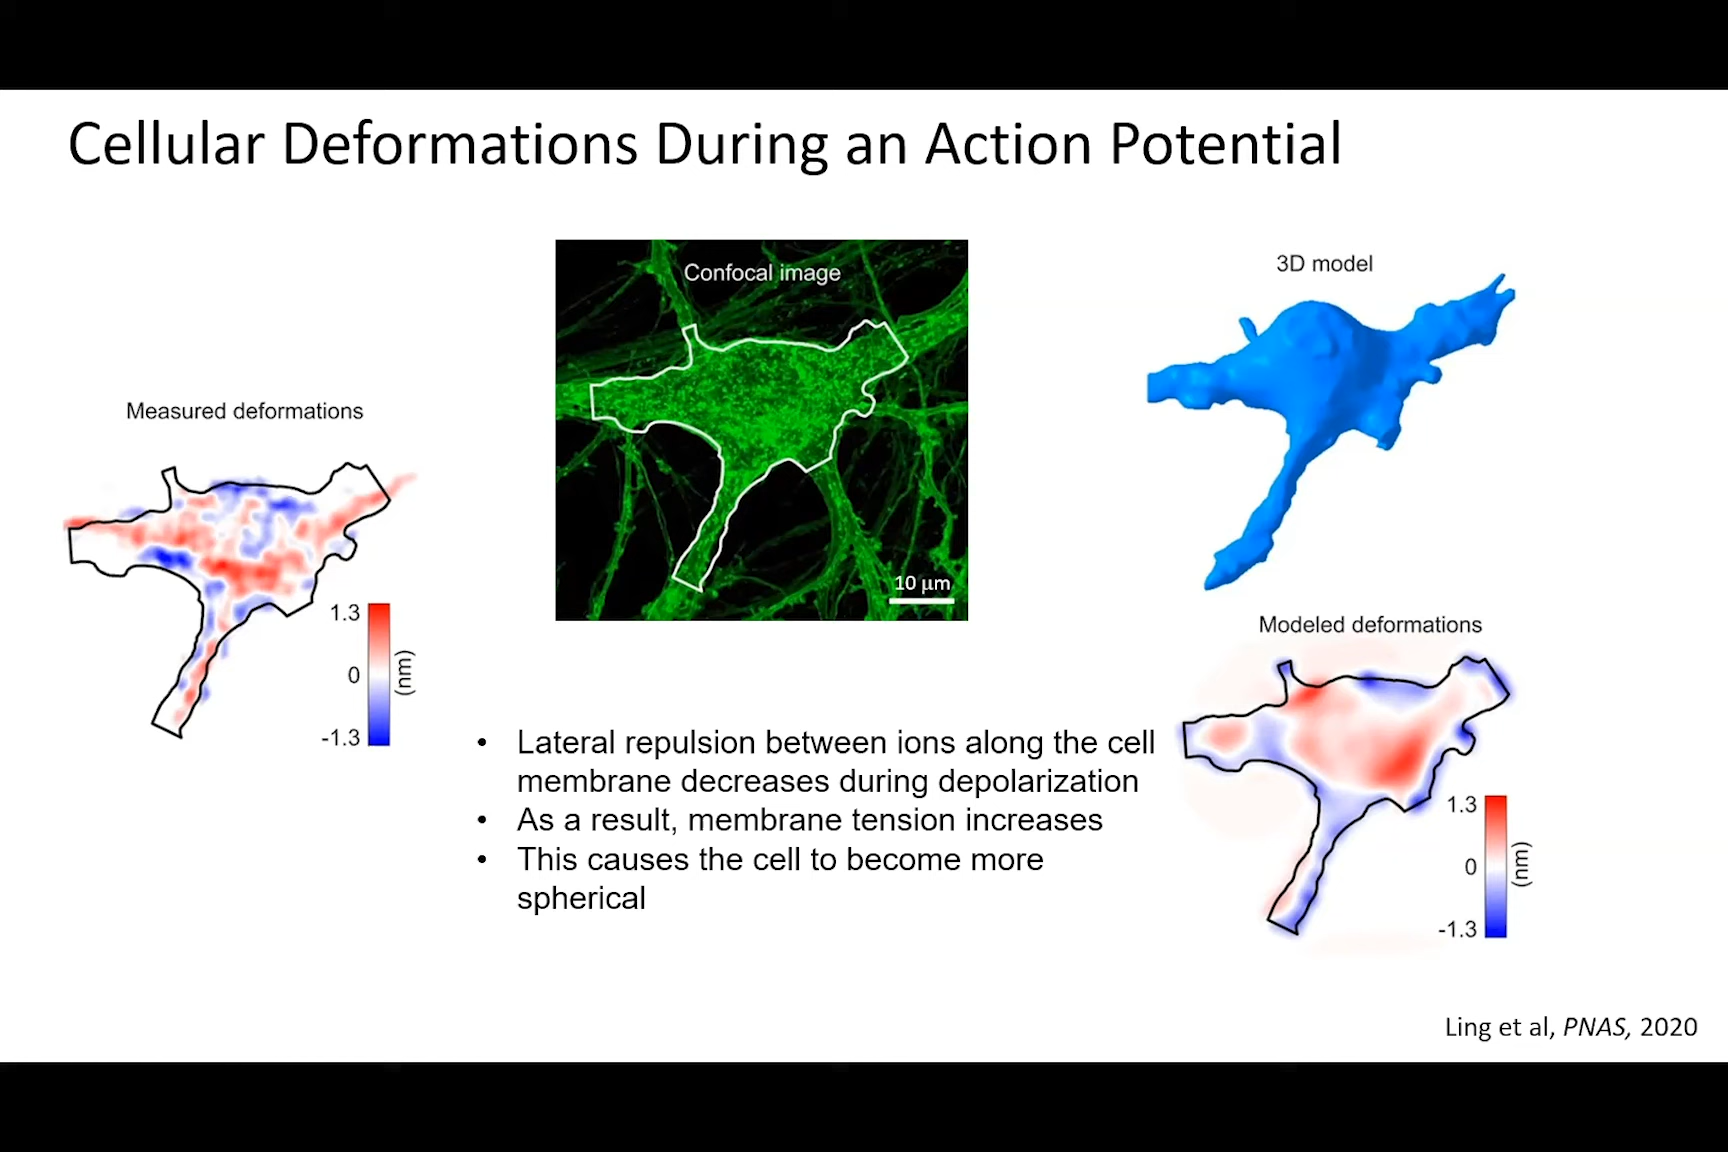 Cellular Deformations During an Action Potential
Measured deformations
1.3
0
-1.3
(nm)
Confocal image
10 μm
3D model
Modeled deformations
1.3
0
-1.3
(nm)
• Lateral repulsion between ions along the cell
membrane decreases during depolarization
• As a result, membrane tension increases
• This causes the cell to become more
spherical
Ling et al, PNAS, 2020